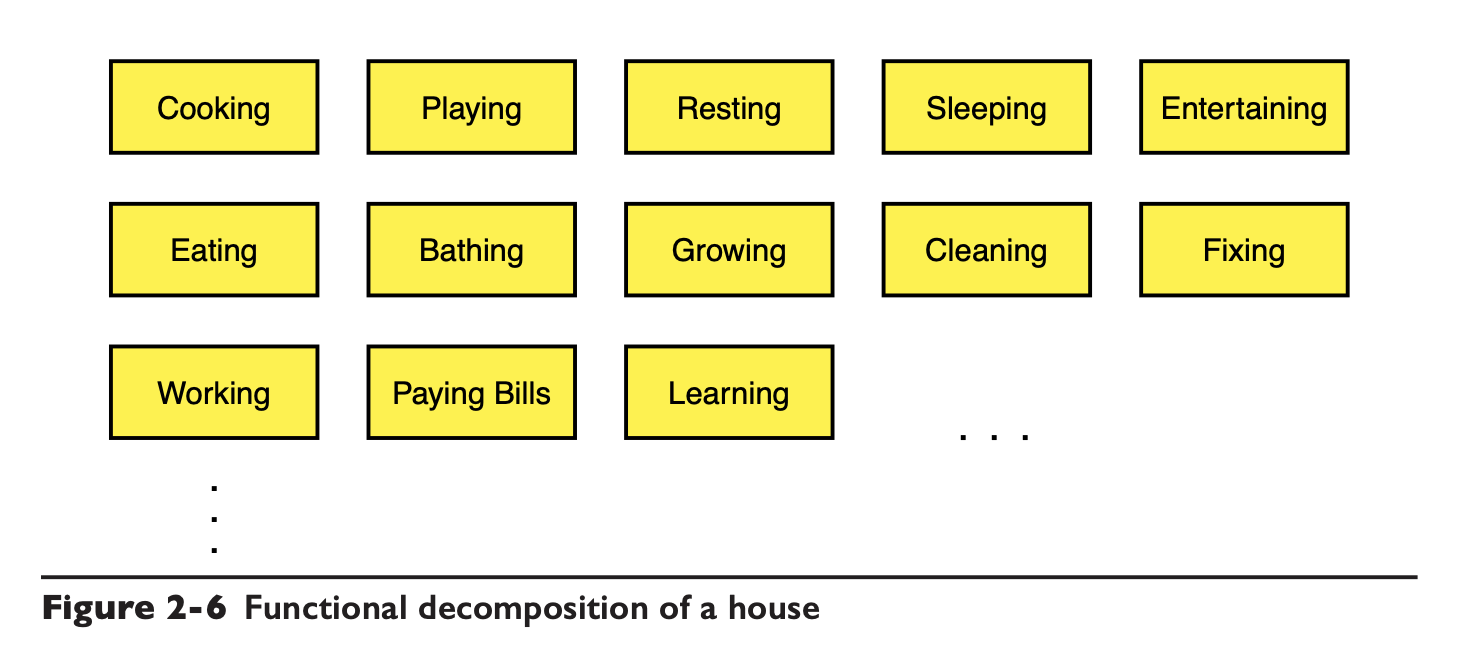 Cooking Playing Resting Sleeping Entertaining
Eating Bathing Growing Cleaning Fixing
Working Paying Bills Learning
. . .
.
.
.
Figure 2-6 Functional decomposition of a house